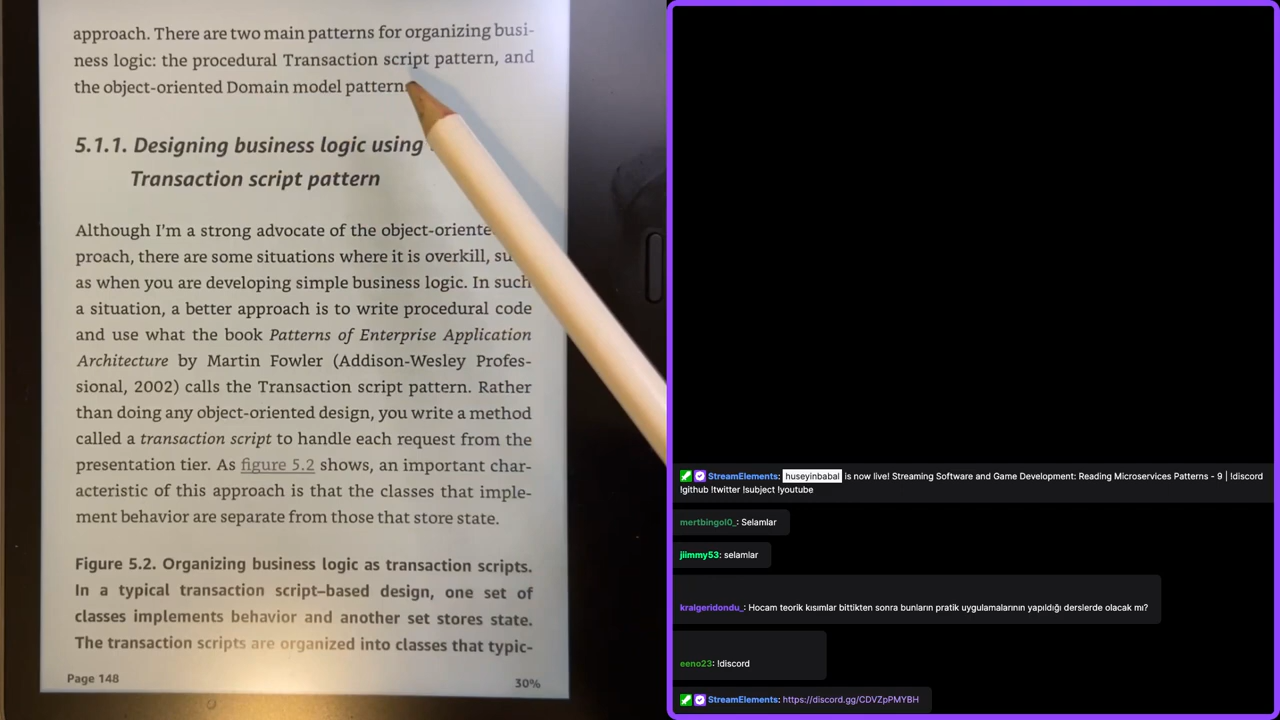 approach. There are two main patterns for organizing busi-
ness logic: the procedural Transaction script pattern, and
the object-oriented Domain model pattern
5.1.1. Designing business logic using
Transaction script pattern
Although I'm a strong advocate of the object-oriente
proach, there are some situations where it is overkill, su
as when you are developing simple business logic. In such
a situation, a better approach is to write procedural code
and use what the book Patterns of Enterprise Application
Architecture by Martin Fowler (Addison-Wesley Profes-
sional, 2002) calls the Transaction script pattern. Rather
than doing any object-oriented design, you write a method
called a transaction script to handle each request from the
presentation tier. As figure 5.2 shows, an important char-
acteristic of this approach is that the classes that imple-
ment behavior are separate from those that store state.
Figure 5.2. Organizing business logic as transaction scripts.
In a typical transaction script–based design, one set of
classes implements behavior and another set stores state.
The transaction scripts are organized into classes that typic-
Page 148
30%
StreamElements: huseyinbabal is now live! Streaming Software and Game Development: Reading Microservices Patterns - 9 | !discord
!github !twitter !subject !youtube
mertbingol0_: Selamlar
jiimmy53: selamlar
kralgeridondu_: Hocam teorik kısımlar bittikten sonra bunların pratik uygulamalarının yapıldığı derslerde olacak mı?
eeno23: !discord
StreamElements: https://discord.gg/CDVZpPMYBH